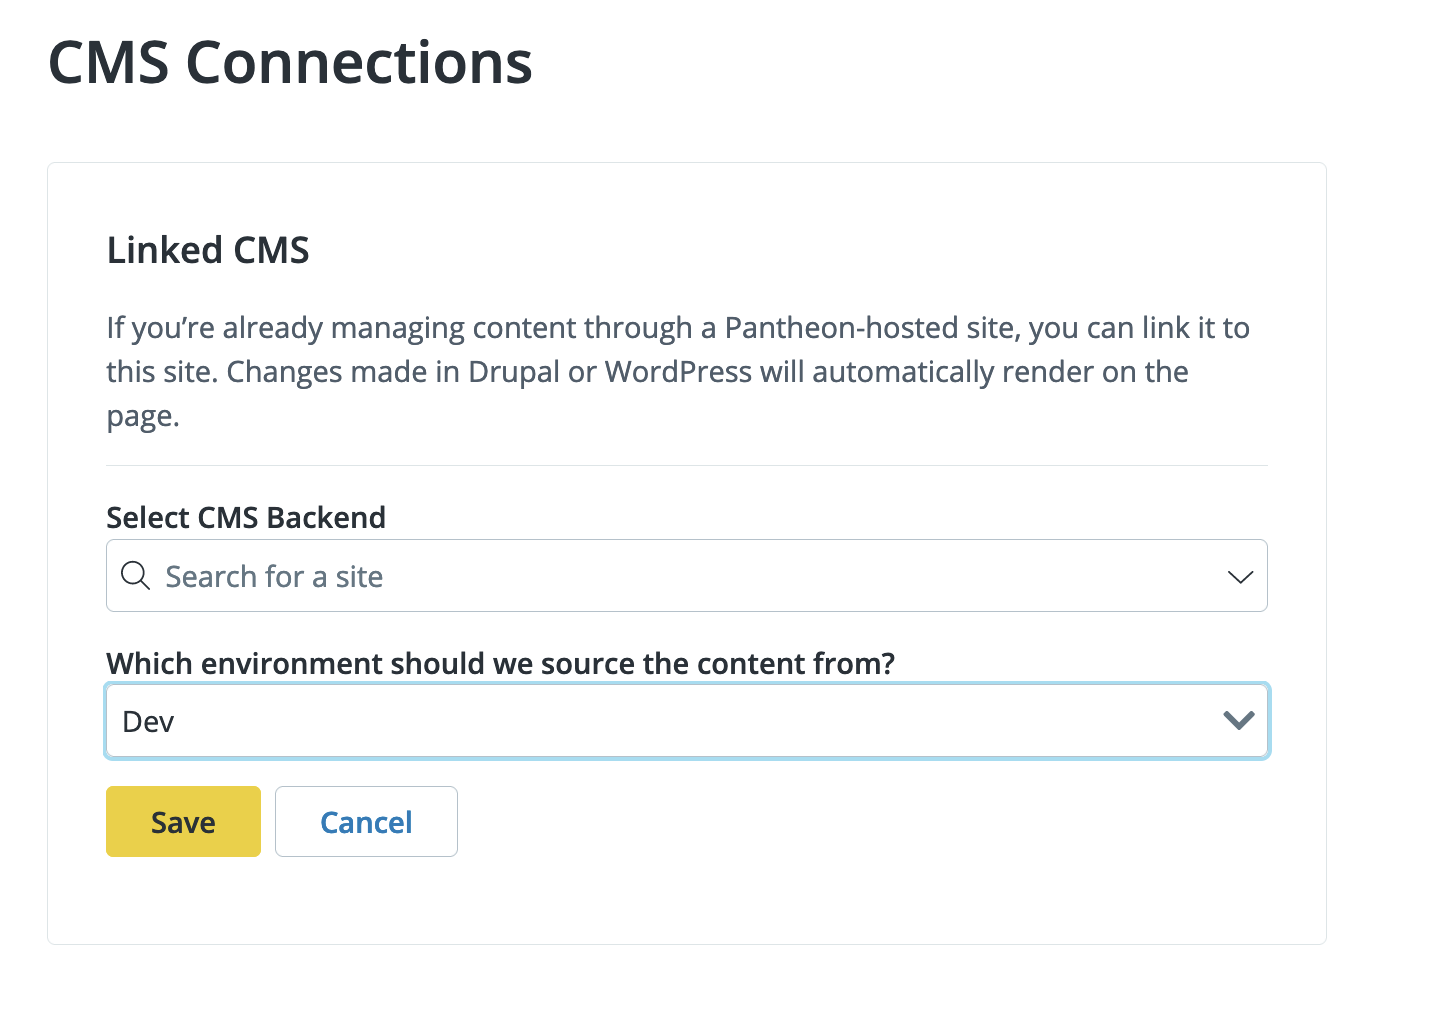 CMS Connections
Linked CMS
If you’re already managing content through a Pantheon-hosted site, you can link it to
this site. Changes made in Drupal or WordPress will automatically render on the
page.
Select CMS Backend
Search for a site
Which environment should we source the content from?
Dev
Save
Cancel